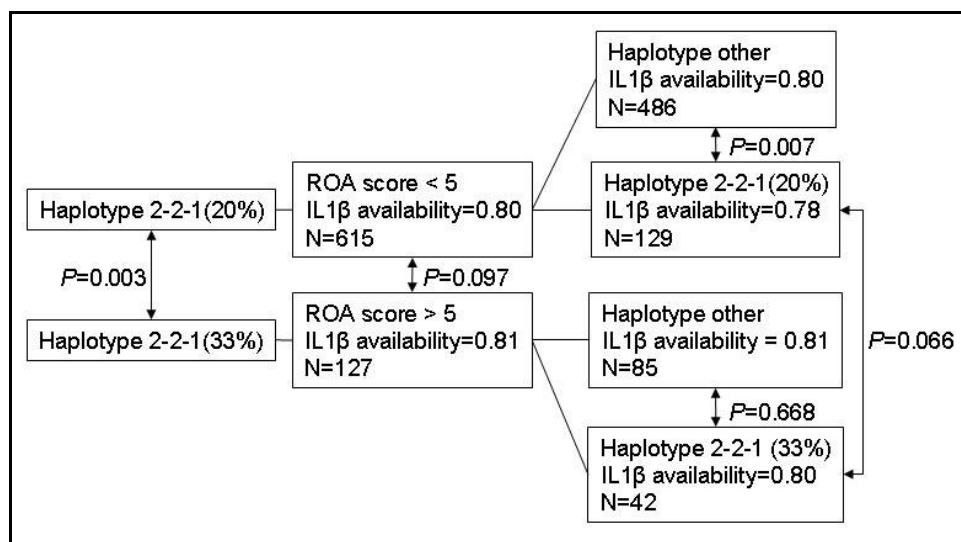 Haplotype other
IL1β availability=0.80
N=486
P=0.007
Haplotype 2-2-1(20%)
ROA score < 5
IL1β availability=0.80
N=615
Haplotype 2-2-1(20%)
IL1β availability=0.78
N=129
P=0.003
P=0.097
Haplotype 2-2-1(33%)
ROA score > 5
IL1β availability=0.81
N=127
Haplotype other
IL1β availability = 0.81
N=85
P=0.066
P=0.668
Haplotype 2-2-1 (33%)
IL1β availability=0.80
N=42